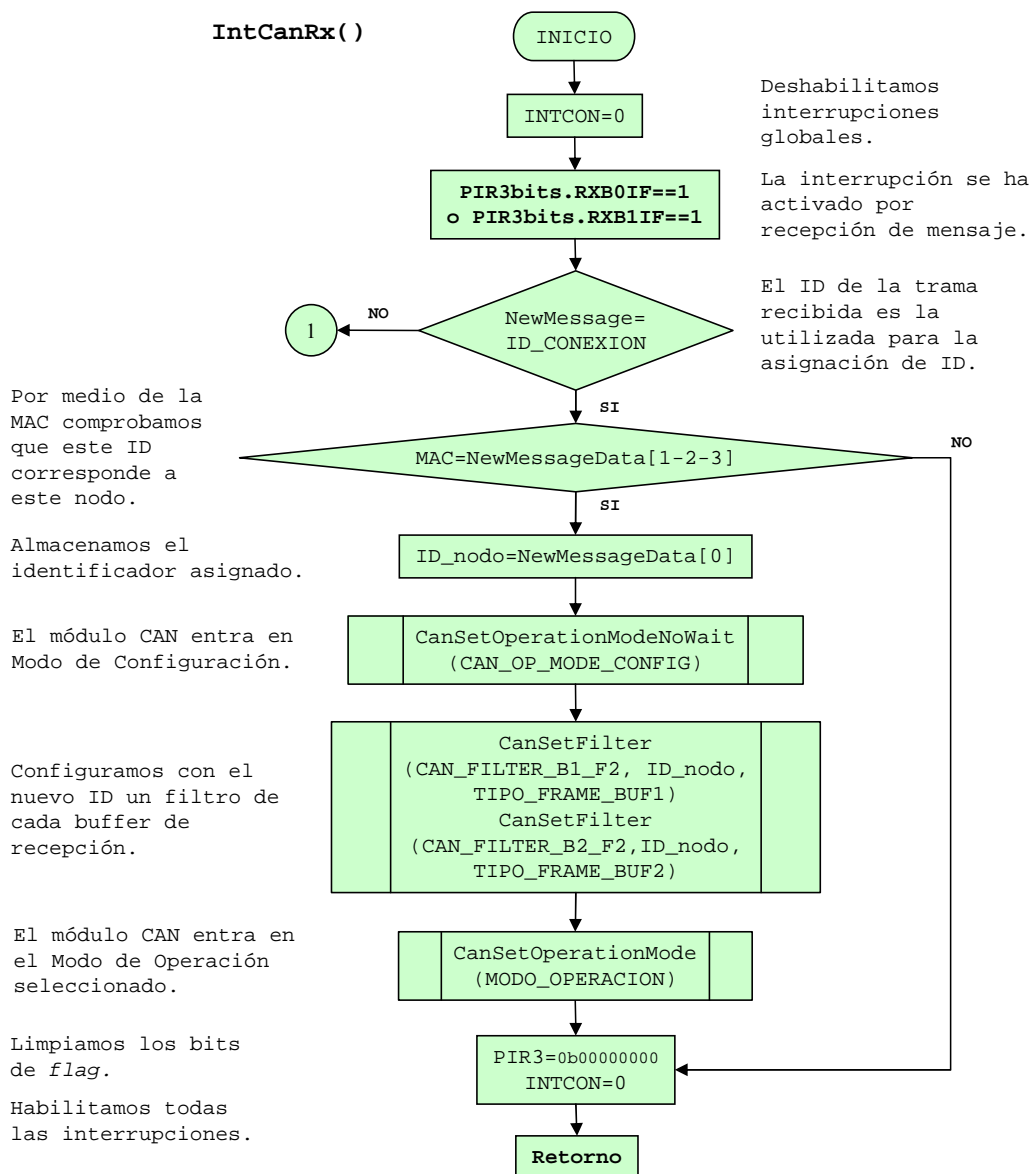 IntCanRx()
INICIO
Deshabilitamos
interrupciones
globales.
INTCON=0
PIR3bits.RXB0IF==1
o PIR3bits.RXB1IF==1
La interrupción se ha
activado por
recepción de mensaje.
NewMessage=
ID_CONEXION
NO
1
El ID de la trama
recibida es la
utilizada para la
asignación de ID.
SI
Por medio de la
MAC comprobamos
que este ID
corresponde a
este nodo.
MAC=NewMessageData[1-2-3]
NO
SI
Almacenamos el
identificador asignado.
ID_nodo=NewMessageData[0]
El módulo CAN entra en
Modo de Configuración.
CanSetOperationModeNoWait
(CAN_OP_MODE_CONFIG)
Configuramos con el
nuevo ID un filtro de
cada buffer de
recepción.
CanSetFilter
(CAN_FILTER_B1_F2, ID_nodo,
TIPO_FRAME_BUF1)
CanSetFilter
(CAN_FILTER_B2_F2,ID_nodo,
TIPO_FRAME_BUF2)
El módulo CAN entra en
el Modo de Operación
seleccionado.
CanSetOperationMode
(MODO_OPERACION)
Limpiamos los bits
de flag.
PIR3=0b00000000
INTCON=0
Habilitamos todas
las interrupciones.
Retorno